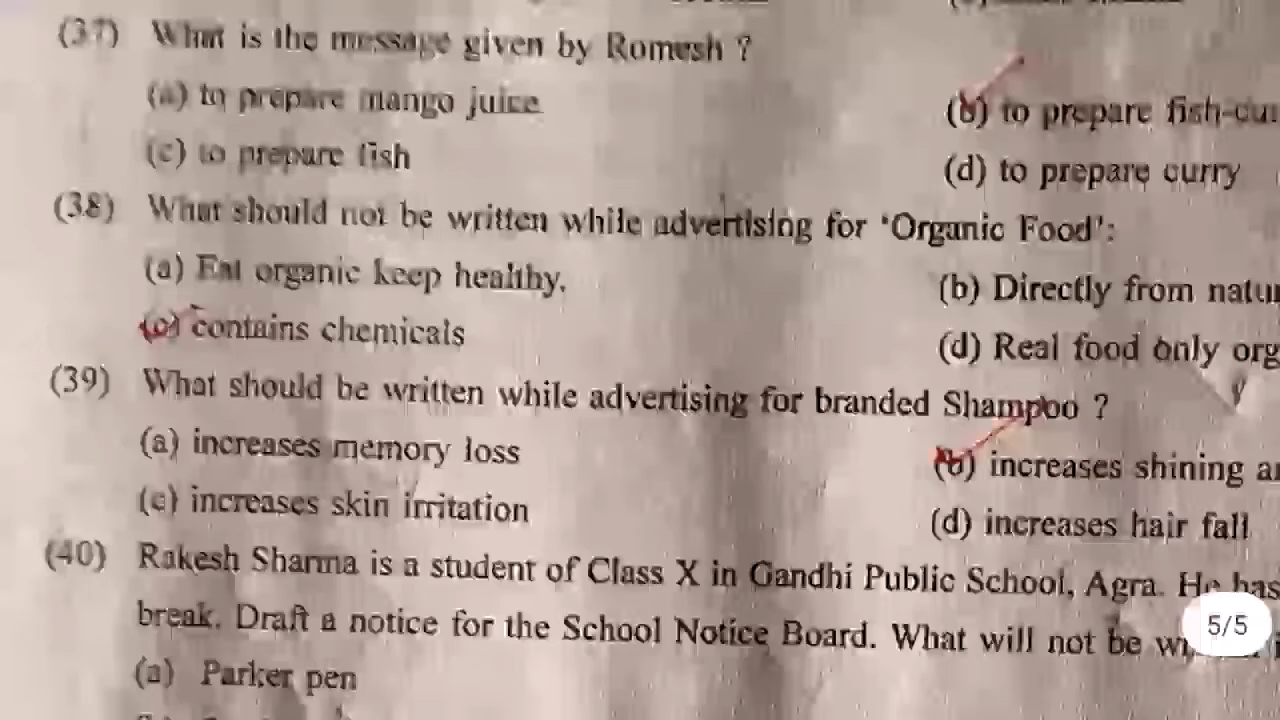 (37) What is the message given by Romesh ?
(a) to prepare mango juice
(b) to prepare
(c) to prepare fish
(d) to prepare curry
(38) What should not be written while advertising for 'Organic Food':
(a) Eat organic keep healthy.
(b) Directly from
(c) contains chemicals
(d) Real food only
(39) What should be written while advertising for branded Shampoo ?
(a) increases memory loss
(b) increases shining
(c) increases skin irritation
(d) increases hair fall
(40) Rakesh Sharma is a student of Class X in Gandhi Public School, Agra. He has
break. Draft a notice for the School Notice Board. What will not be
(a) Parker pen
5/5